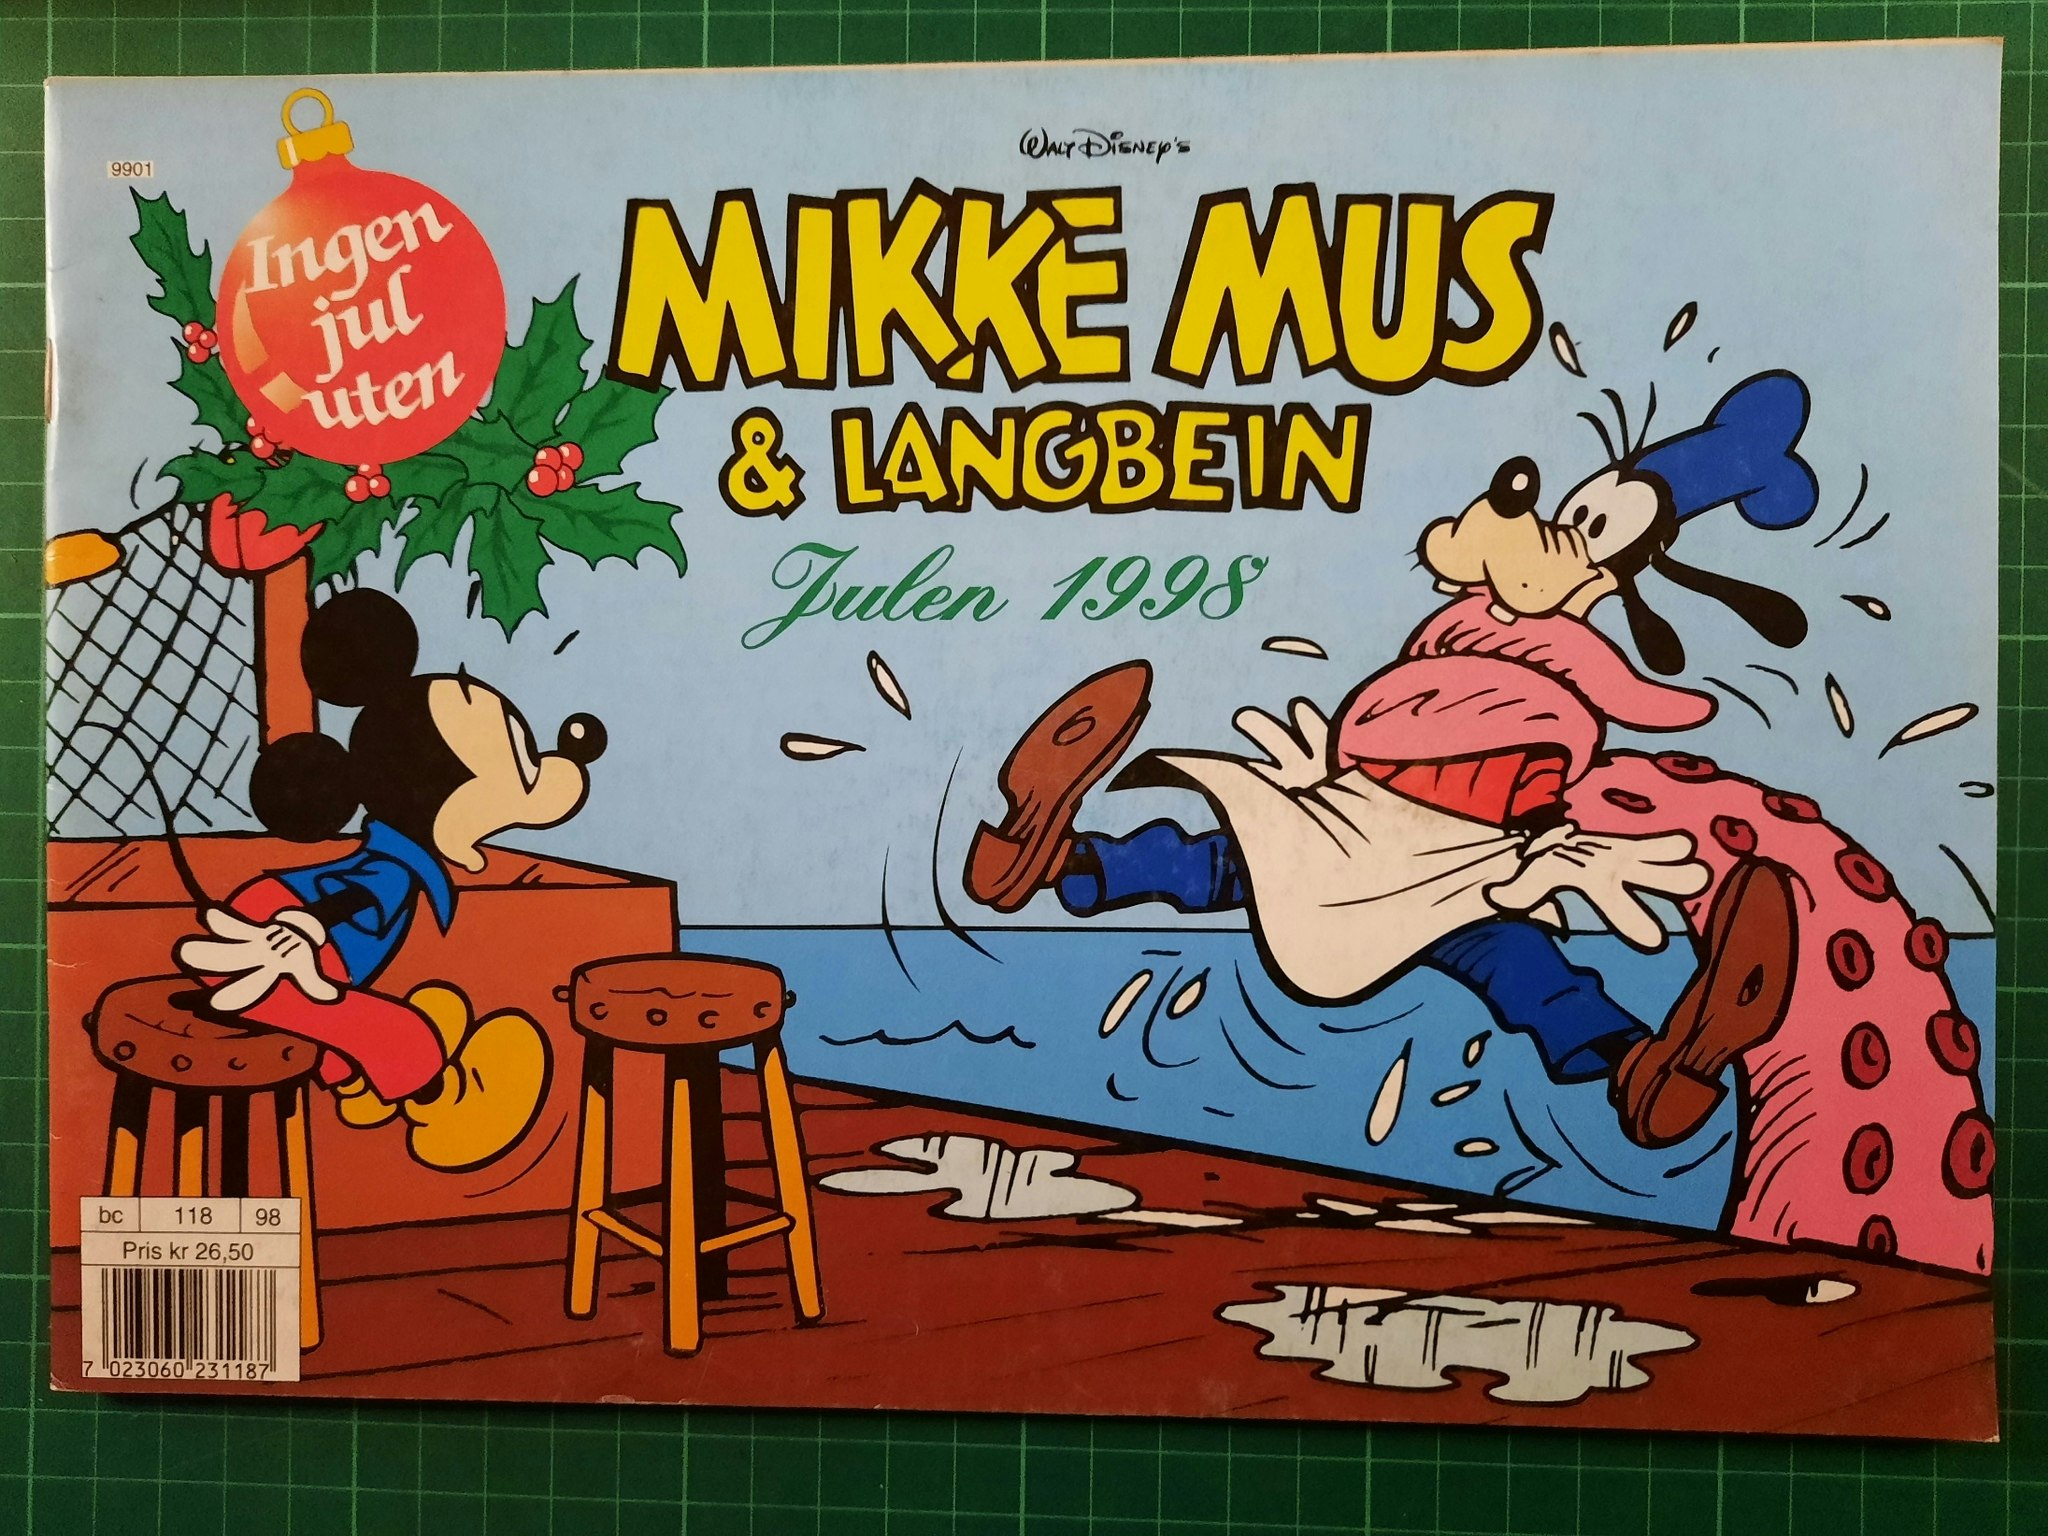 9901
Ingen
jul
uten
Walt Disney's
MIKKE MUS
& LANGBEIN
Julen 1998
bc 118 98
Pris kr 26,50
7 023060 231187